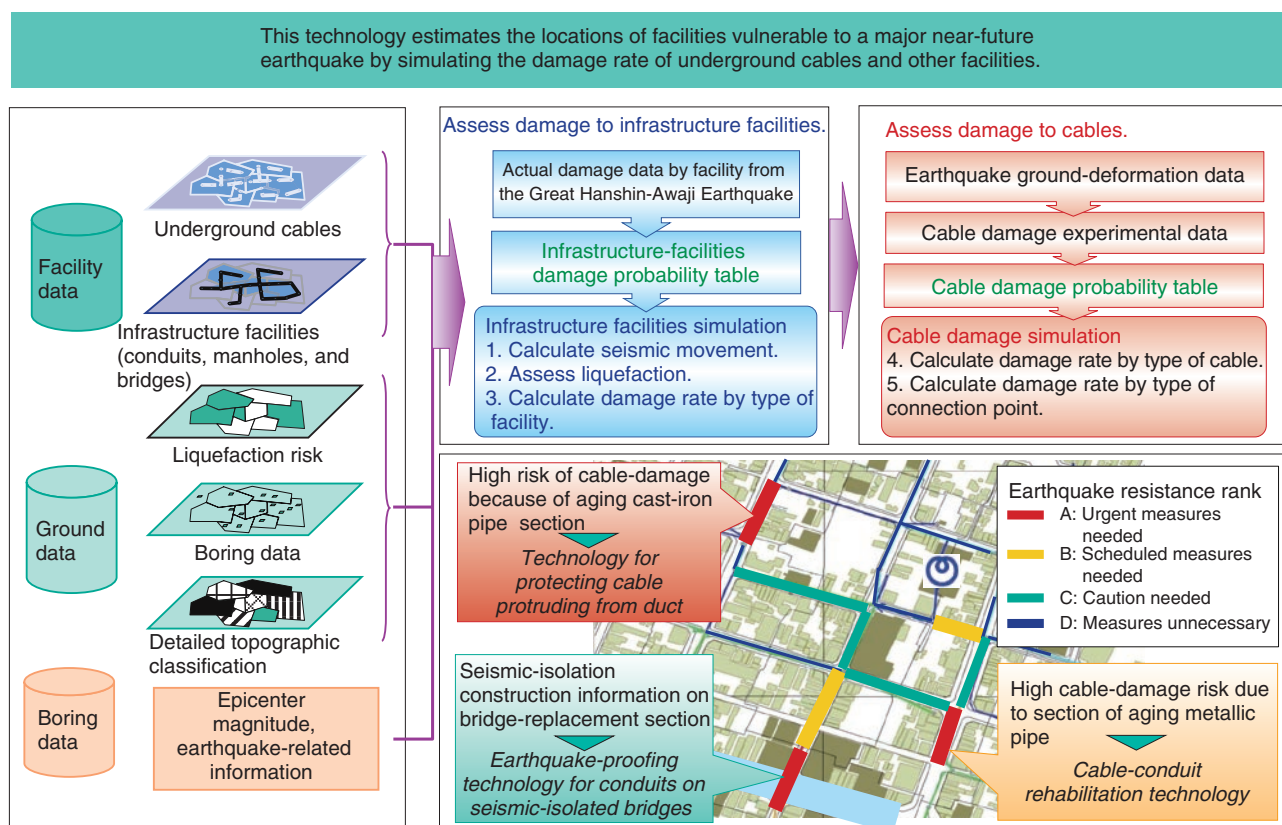 This technology estimates the locations of facilities vulnerable to a major near-future
earthquake by simulating the damage rate of underground cables and other facilities.
Facility
data
Underground cables
Infrastructure facilities
(conduits, manholes, and
bridges)
Ground
data
Liquefaction risk
Boring data
Detailed topographic
classification
Boring
data
Epicenter
magnitude,
earthquake-related
information
Assess damage to infrastructure facilities.
Actual damage data by facility from
the Great Hanshin-Awaji Earthquake
Infrastructure-facilities
damage probability table
Infrastructure facilities simulation
1. Calculate seismic movement.
2. Assess liquefaction.
3. Calculate damage rate by type of
facility.
Assess damage to cables.
Earthquake ground-deformation data
Cable damage experimental data
Cable damage probability table
Cable damage simulation
4. Calculate damage rate by type of cable.
5. Calculate damage rate by type of
connection point.
High risk of cable-damage
because of aging cast-iron
pipe section
Technology for
protecting cable
protruding from duct
Seismic-isolation
construction information on
bridge-replacement section
Earthquake-proofing
technology for conduits on
seismic-isolated bridges
Earthquake resistance rank
A: Urgent measures
needed
B: Scheduled measures
needed
C: Caution needed
D: Measures unnecessary
High cable-damage risk due
to section of aging metallic
pipe
Cable-conduit
rehabilitation technology